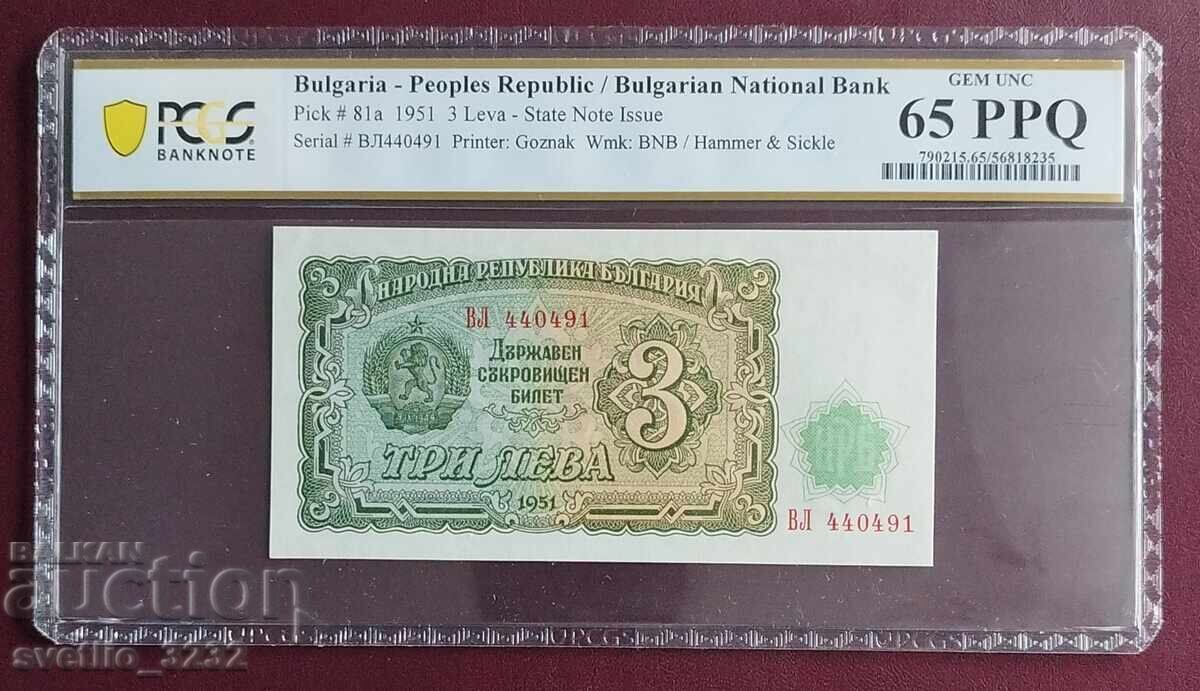 Bulgaria - Peoples Republic / Bulgarian National Bank
Pick # 81a 1951 3 Leva - State Note Issue
Serial # ВЛ440491 Printer: Goznak Wmk: BNB / Hammer & Sickle
GEM UNC
65 PPQ
790215.65/56818235
PCGS
BANKNOTE
НАРОДНА РЕПУБЛИКА БЪЛГАРИЯ
ВЛ 440491
ДЪРЖАВЕН
СЪКРОВИЩЕН
БИЛЕТ
3
ТРИ ЛЕВА
1951
НРБ
ВЛ 440491
BALKAN
auction
svetlio_3232